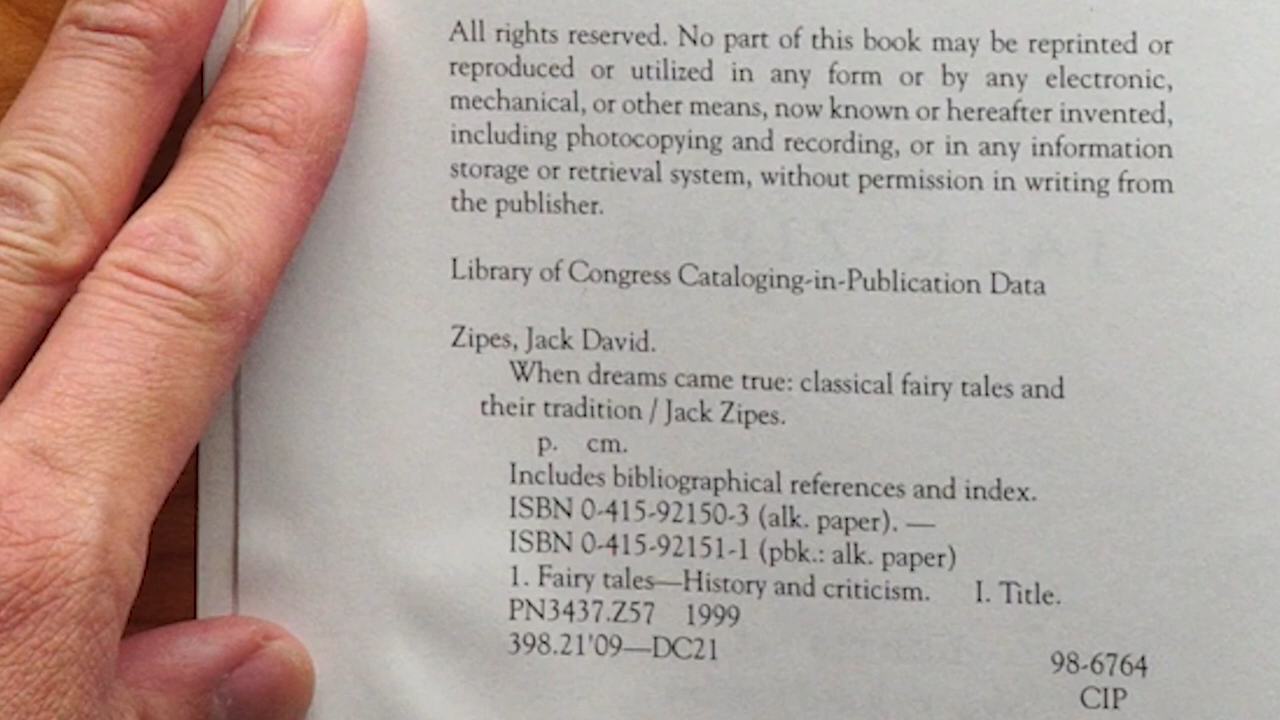 All rights reserved. No part of this book may be reprinted or
reproduced or utilized in any form or by any electronic,
mechanical, or other means, now known or hereafter invented,
including photocopying and recording, or in any information
storage or retrieval system, without permission in writing from
the publisher.
Library of Congress Cataloging-in-Publication Data
Zipes, Jack David.
When dreams came true: classical fairy tales and
their tradition / Jack Zipes.
p. cm.
Includes bibliographical references and index.
ISBN 0-415-92150-3 (alk. paper). —
ISBN 0-415-92151-1 (pbk.: alk. paper)
1. Fairy tales—History and criticism. I. Title.
PN3437.Z57 1999
398.21'09—DC21
98-6764
CIP